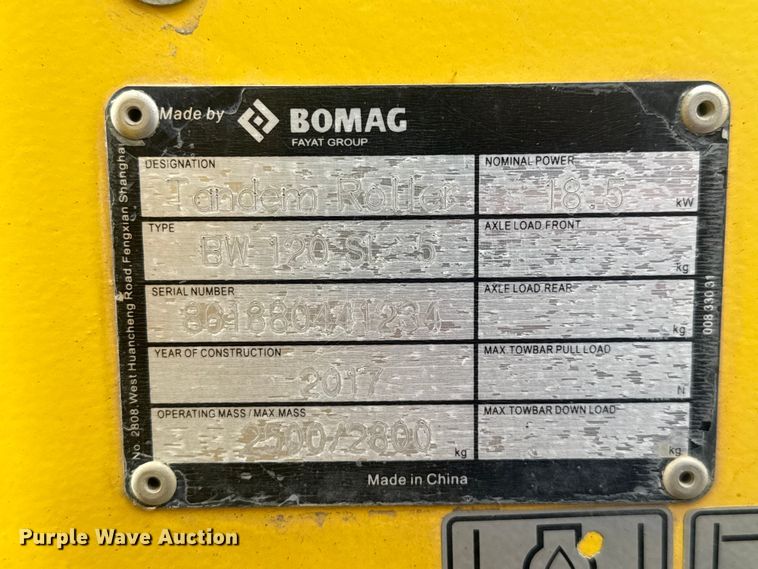 Made by BOMAG
FAYAT GROUP
DESIGNATION
Tandem Roller
NOMINAL POWER
18.5 kW
TYPE
BW 120 SL-5
AXLE LOAD FRONT
kg
SERIAL NUMBER
AXLE LOAD REAR
kg
YEAR OF CONSTRUCTION
2017
MAX TOWBAR PULL LOAD
N
OPERATING MASS / MAX.MASS
2500/2800 kg
MAX.TOWBAR DOWN LOAD
kg
Made in China
No. 2808.West Huancheng Road.Fengxian Shanghai
008 330 31
Purple Wave Auction